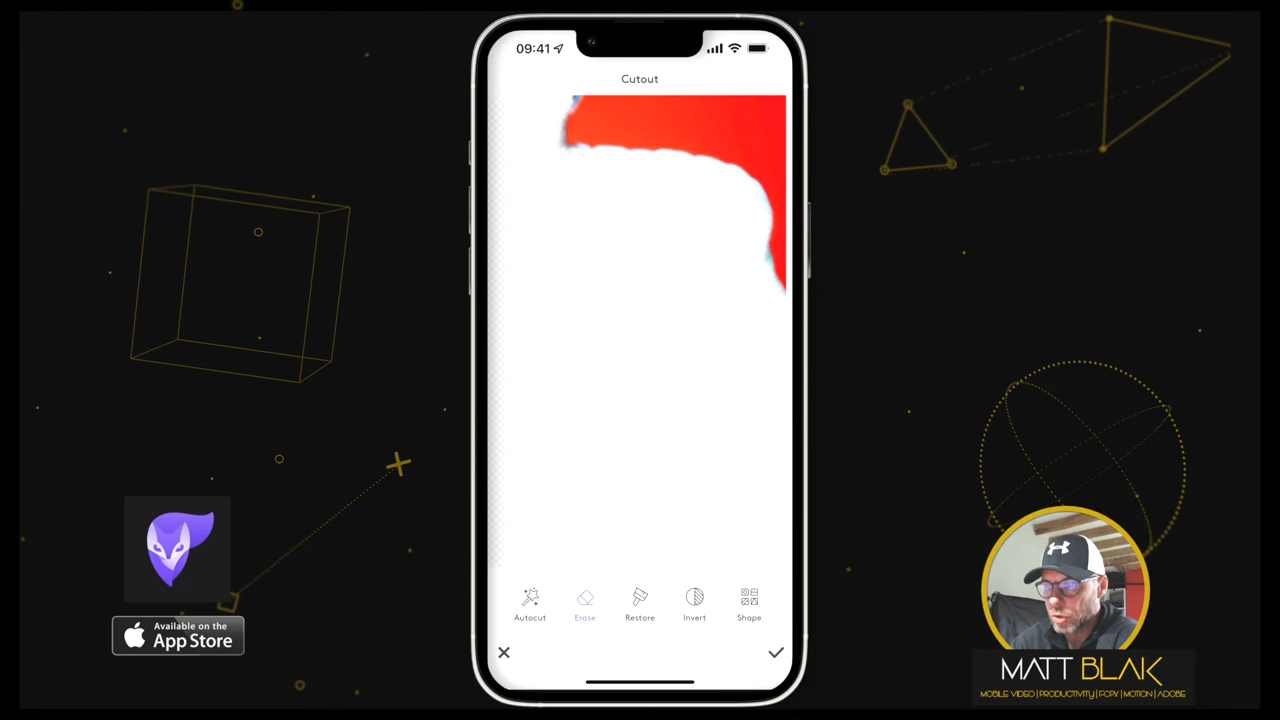 09:41
Cutout
Autocut
Erase
Restore
Invert
Shape
Available on the
App Store
MATT BLAK
MOBILE VIDEO | PRODUCTIVITY | FCPX | MOTION | ADOBE